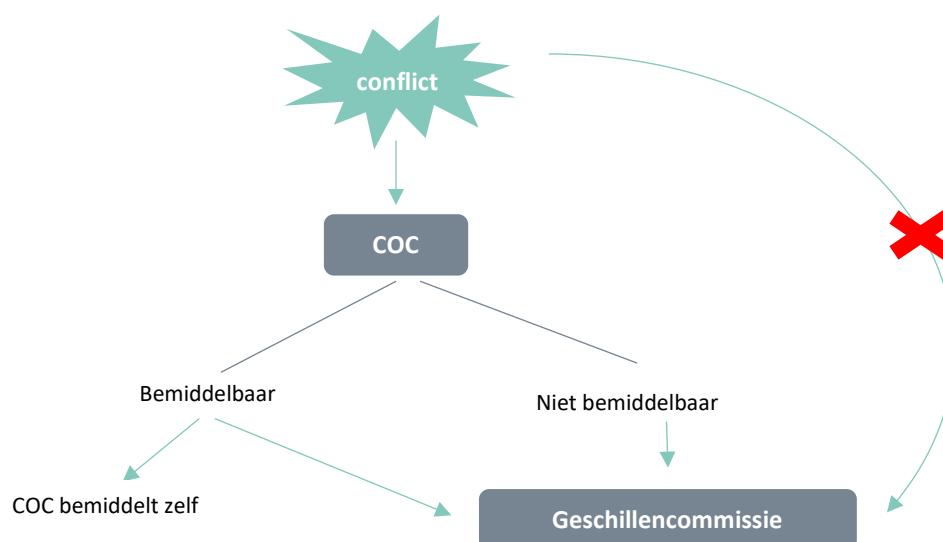 conflict
COC
Bemiddelbaar
Niet bemiddelbaar
COC bemiddelt zelf
Geschillencommissie